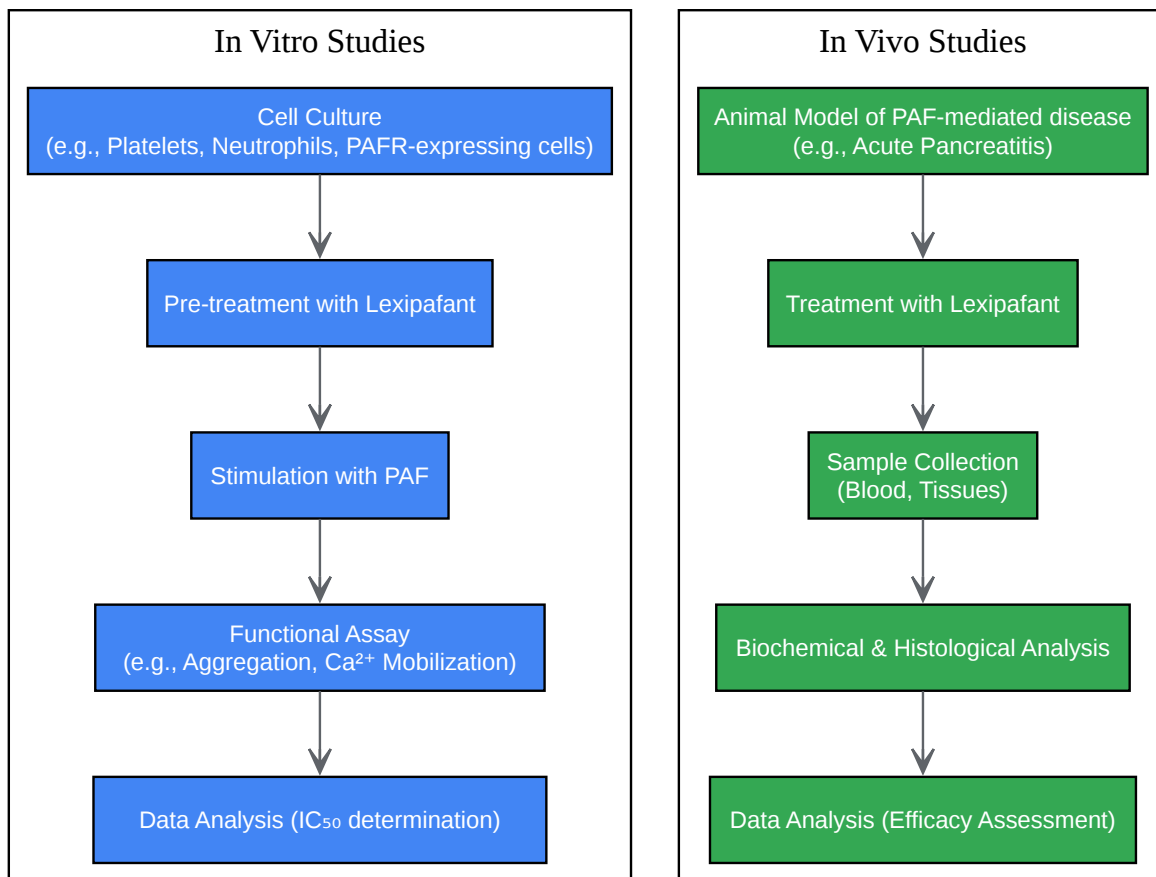 In Vitro Studies
Cell Culture
(e.g., Platelets, Neutrophils, PAFR-expressing cells)
Pre-treatment with Lexipafant
Stimulation with PAF
Functional Assay
(e.g., Aggregation, Ca²⁺ Mobilization)
Data Analysis (IC₅₀ determination)
In Vivo Studies
Animal Model of PAF-mediated disease
(e.g., Acute Pancreatitis)
Treatment with Lexipafant
Sample Collection
(Blood, Tissues)
Biochemical & Histological Analysis
Data Analysis (Efficacy Assessment)